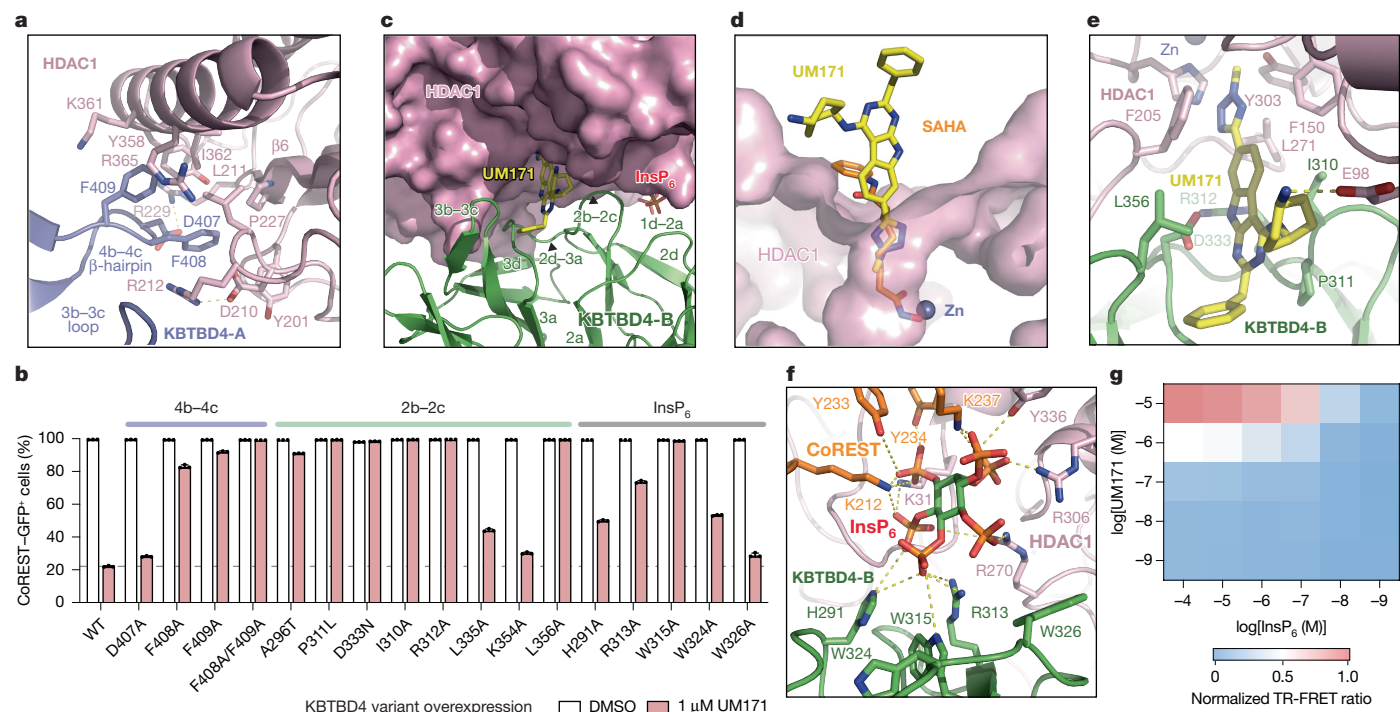 a
HDAC1
K361
Y358
R365
I362
L211
β6
F409
R229
D407
P227
4b–4c
β-hairpin
F408
R212
D210
Y201
3b–3c
loop
KBTBD4-A
c
HDAC1
UM171
InsP6
3b–3c
2b–2c
1d–2a
3d
2d–3a
2d
3a
KBTBD4-B
2a
d
UM171
SAHA
HDAC1
Zn
e
Zn
HDAC1
F205
Y303
F150
L271
I310
UM171
E98
R312
L356
D333
P311
KBTBD4-B
b
4b–4c
2b–2c
InsP6
CoREST–GFP+ cells (%)
100
80
60
40
20
0
WT
D407A
F408A
F409A
F408A/F409A
A296T
P311L
D333N
I310A
R312A
L335A
K354A
L356A
H291A
R313A
W315A
W324A
W326A
KBTBD4 variant overexpression
DMSO
1 μM UM171
f
Y233
K237
Y336
Y234
CoREST
K212
K31
InsP6
R306
HDAC1
R270
KBTBD4-B
H291
R313
W315
W326
W324
g
log[UM171 (M)]
−5
−6
−7
−8
−9
−4 −5 −6 −7 −8 −9
log[InsP6 (M)]
0 0.5 1.0
Normalized TR-FRET ratio